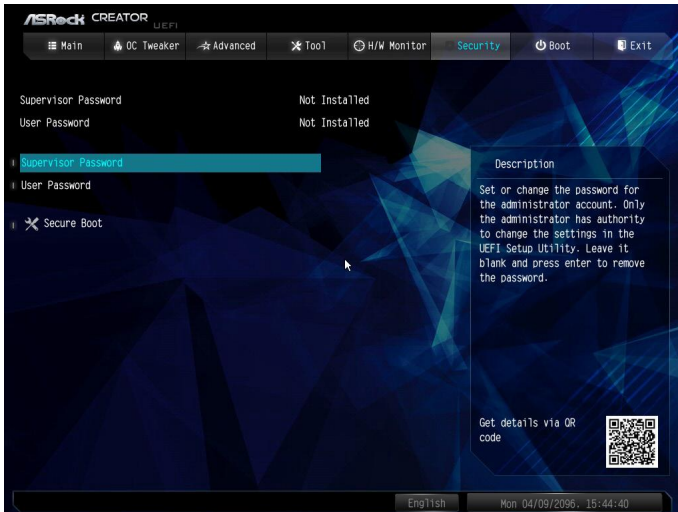 ASRock CREATOR UEFI
Main OC Tweaker Advanced Tool H/W Monitor Security Boot Exit
Supervisor Password Not Installed
User Password Not Installed
Supervisor Password
User Password
Secure Boot
Description
Set or change the password for
the administrator account. Only
the administrator has authority
to change the settings in the
UEFI Setup Utility. Leave it
blank and press enter to remove
the password.
Get details via QR
code
English Mon 04/09/2096. 15:44:40